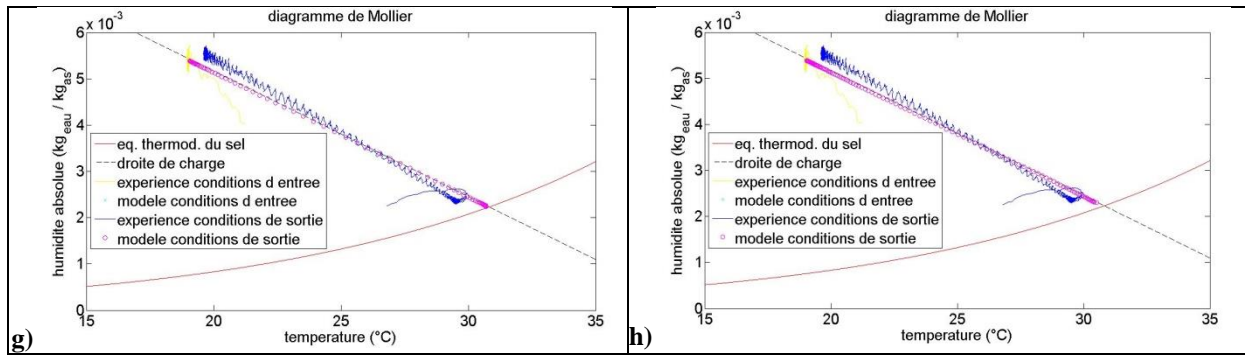 diagramme de Mollier
6 x 10⁻³
5
4
3
2
1
0
humidite absolue (kg_eau / kg_as)
eq. thermod. du sel
droite de charge
experience conditions d entree
modele conditions d entree
experience conditions de sortie
modele conditions de sortie
15 20 25 30 35
temperature (°C)
g)
diagramme de Mollier
6 x 10⁻³
5
4
3
2
1
0
humidite absolue (kg_eau / kg_as)
eq. thermod. du sel
droite de charge
experience conditions d entree
modele conditions d entree
experience conditions de sortie
modele conditions de sortie
15 20 25 30 35
temperature (°C)
h)